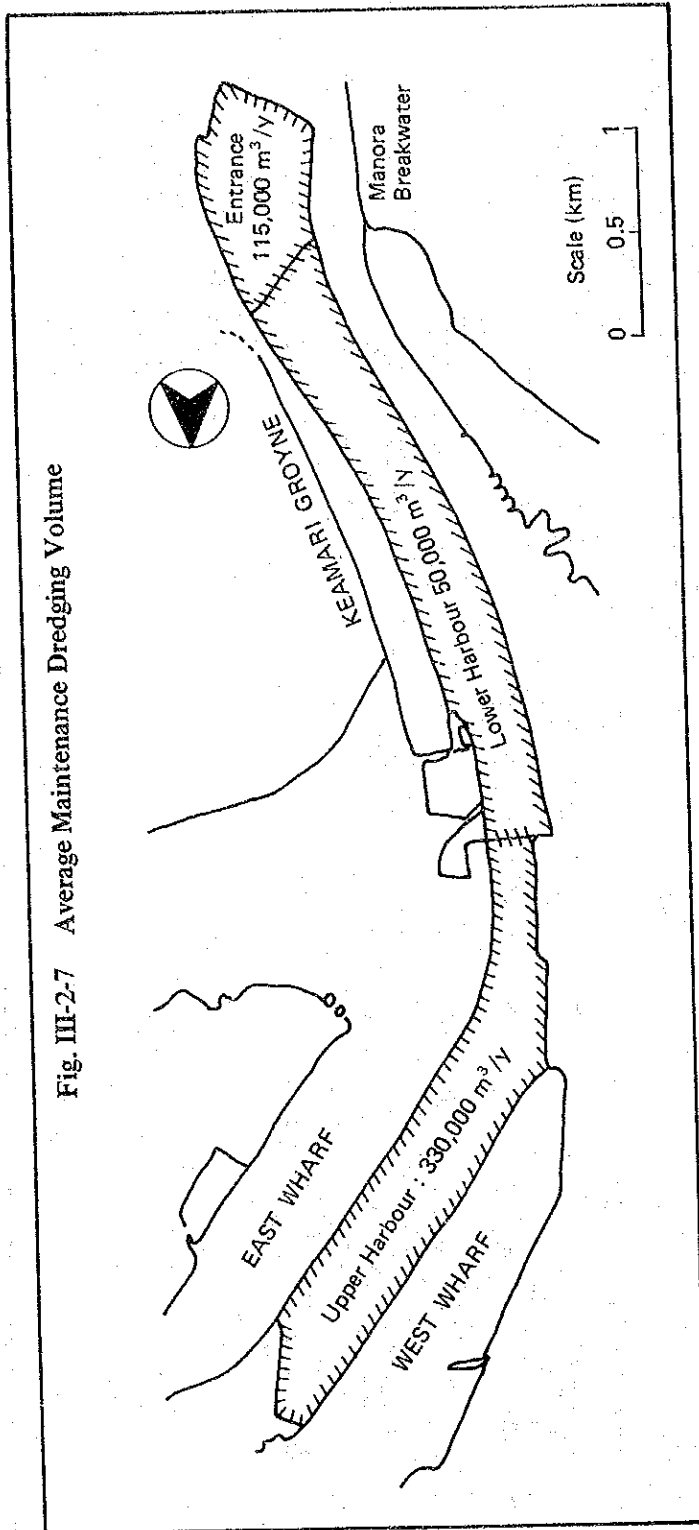 Fig. III-2-7 Average Maintenance Dredging Volume
Entrance
115,000 m³/y
Manora
Breakwater
KEAMARI GROYNE
Lower Harbour 50,000 m³/y
EAST WHARF
Upper Harbour : 330,000 m³/y
WEST WHARF
Scale (km)
0 0.5 1